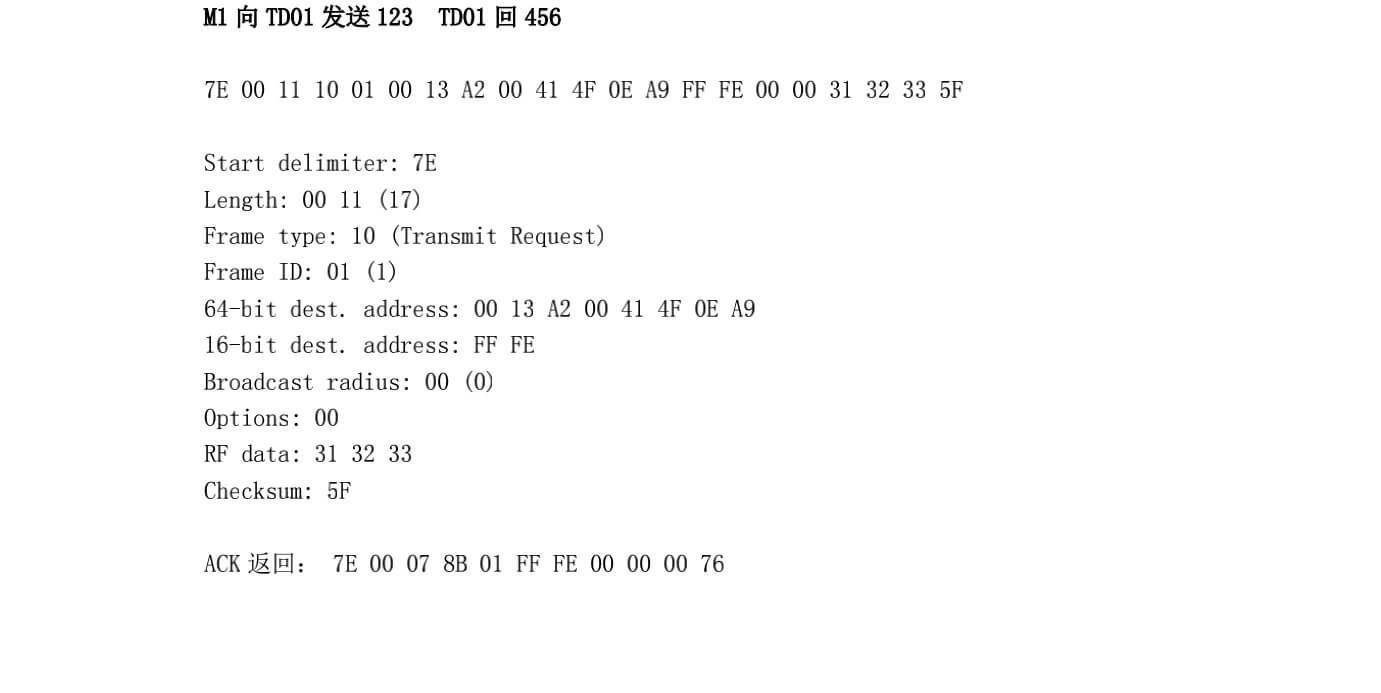 M1 向 TD01 发送 123  TD01 回 456
7E 00 11 10 01 00 13 A2 00 41 4F 0E A9 FF FE 00 00 31 32 33 5F
Start delimiter: 7E
Length: 00 11 (17)
Frame type: 10 (Transmit Request)
Frame ID: 01 (1)
64-bit dest. address: 00 13 A2 00 41 4F 0E A9
16-bit dest. address: FF FE
Broadcast radius: 00 (0)
Options: 00
RF data: 31 32 33
Checksum: 5F
ACK 返回： 7E 00 07 8B 01 FF FE 00 00 00 76